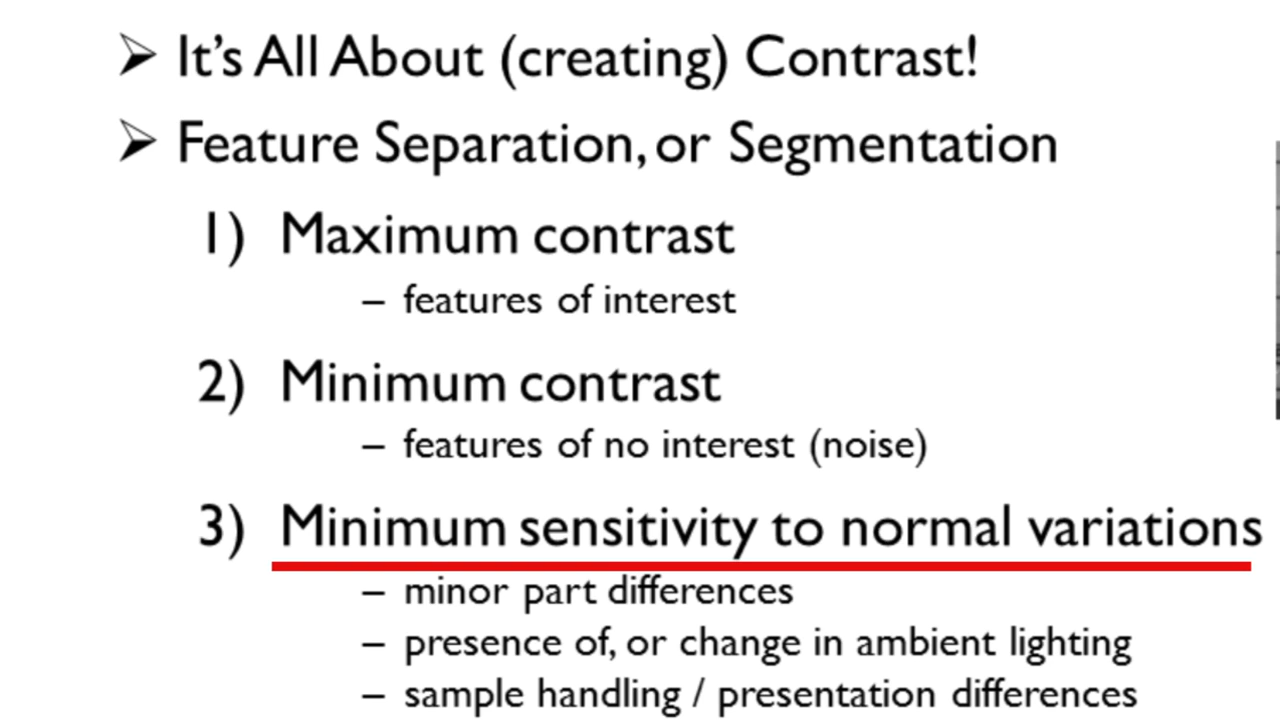 ➢ It's All About (creating) Contrast!
➢ Feature Separation, or Segmentation
1) Maximum contrast
– features of interest
2) Minimum contrast
– features of no interest (noise)
3) Minimum sensitivity to normal variations
– minor part differences
– presence of, or change in ambient lighting
– sample handling / presentation differences